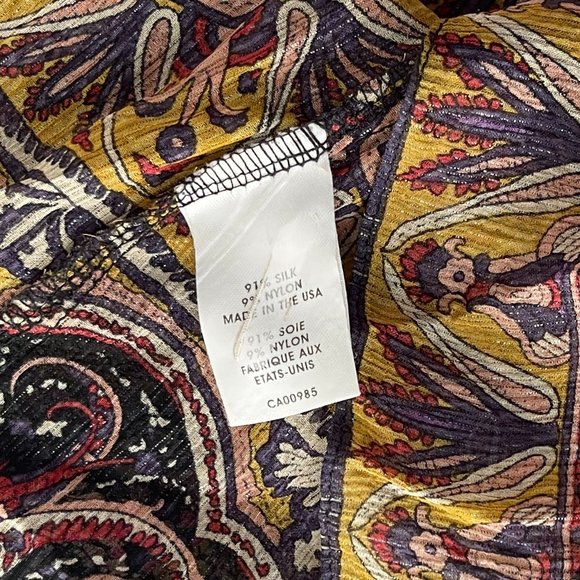 91% SILK
9% NYLON
MADE IN THE USA
91% SOIE
9% NYLON
FABRIQUE AUX
ETATS-UNIS
CA00985